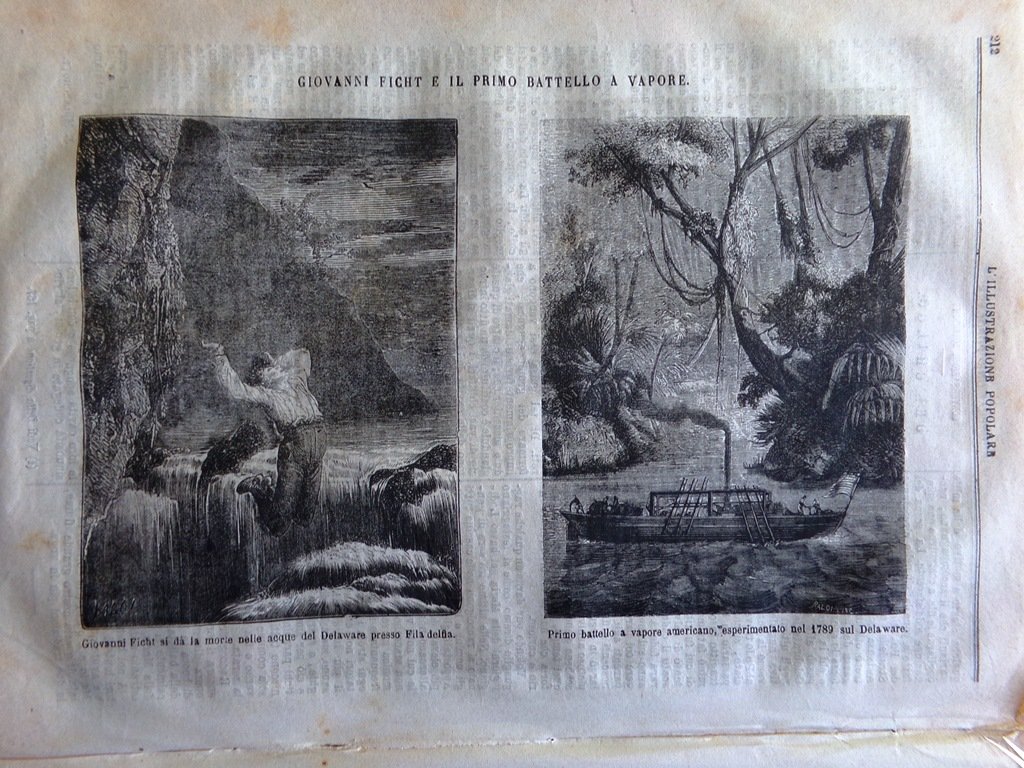 GIOVANNI FICHT E IL PRIMO BATTELLO A VAPORE.
Giovanni Ficht si dà la morte nelle acque del Delaware presso Filadelfia.
Primo battello a vapore americano, esperimentato nel 1789 sul Delaware.
212
L'ILLUSTRAZIONE POPOLARE